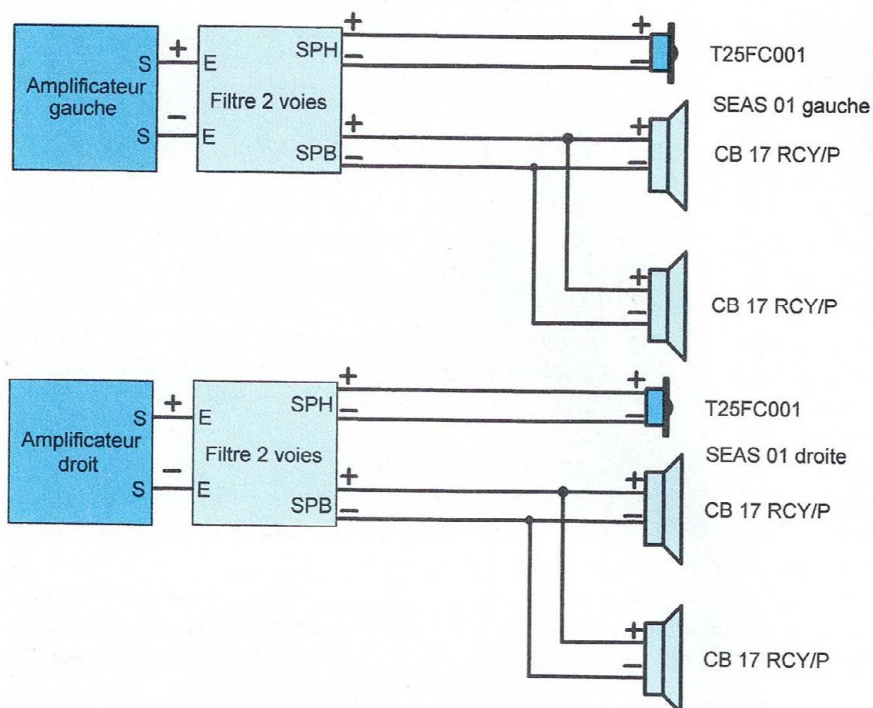 +
SPH
−
+
T25FC001
−
S
+
E
Amplificateur
gauche
Filtre 2 voies
S
−
E
+
SPB
−
SEAS 01 gauche
+
−
CB 17 RCY/P
+
−
CB 17 RCY/P
+
SPH
−
+
−
T25FC001
S
+
E
Amplificateur
droit
Filtre 2 voies
S
−
E
+
SPB
−
SEAS 01 droite
+
−
CB 17 RCY/P
+
−
CB 17 RCY/P